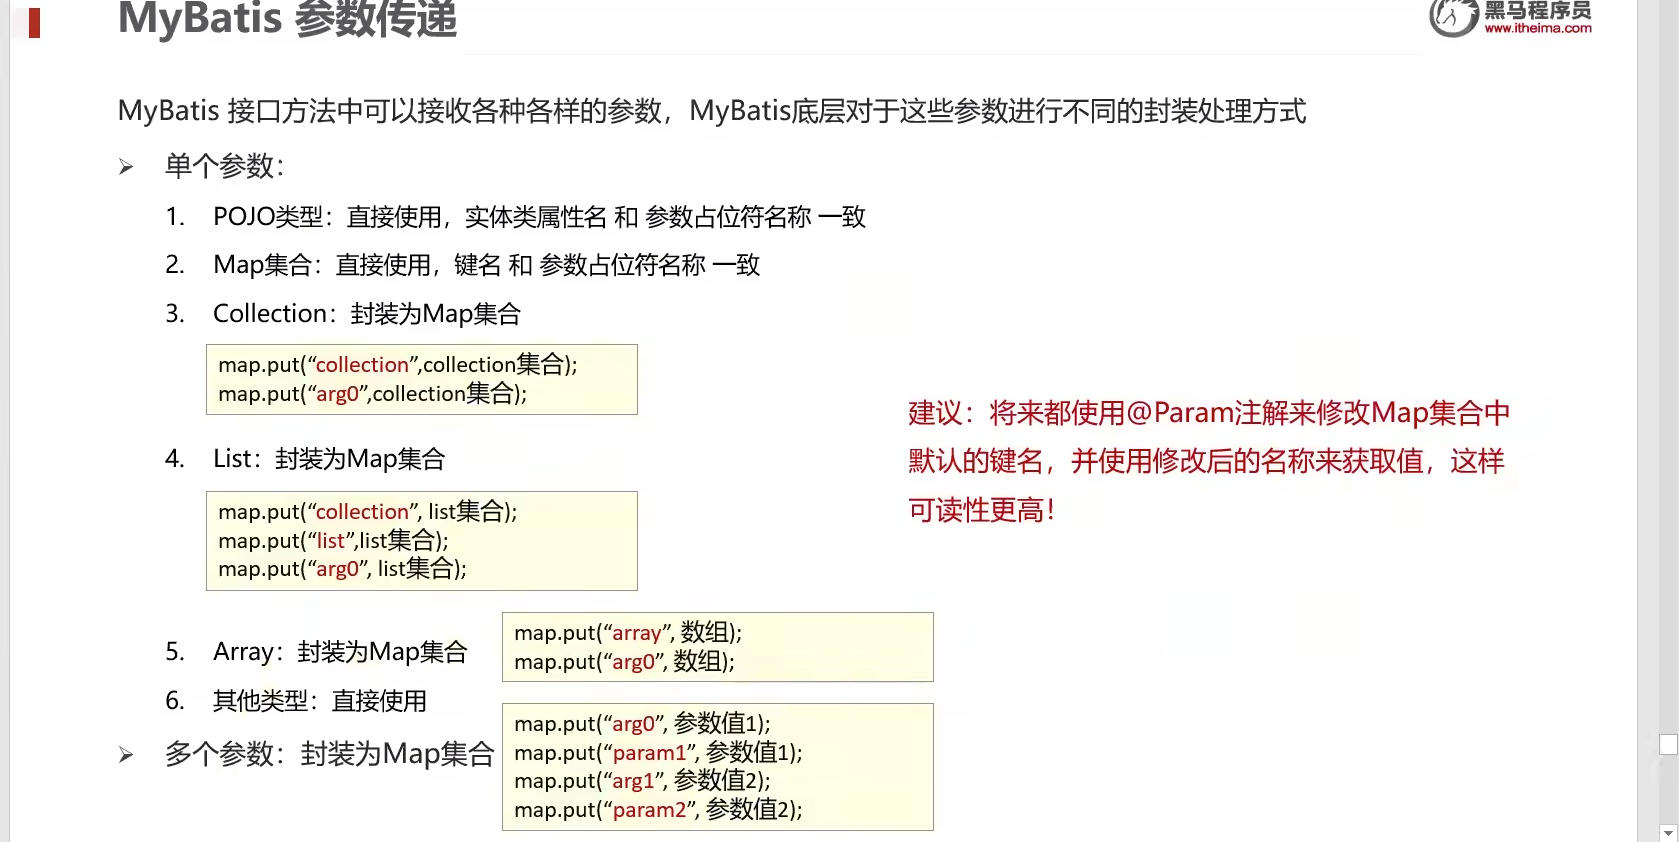 MyBatis 参数传递
黑马程序员
www.itheima.com
MyBatis 接口方法中可以接收各种各样的参数，MyBatis底层对于这些参数进行不同的封装处理方式
➢ 单个参数：
1. POJO类型：直接使用，实体类属性名 和 参数占位符名称 一致
2. Map集合：直接使用，键名 和 参数占位符名称 一致
3. Collection：封装为Map集合
map.put(“collection”,collection集合);
map.put(“arg0”,collection集合);
4. List：封装为Map集合
map.put(“collection”, list集合);
map.put(“list”,list集合);
map.put(“arg0”, list集合);
建议：将来都使用@Param注解来修改Map集合中
默认的键名，并使用修改后的名称来获取值，这样
可读性更高！
5. Array：封装为Map集合
map.put(“array”, 数组);
map.put(“arg0”, 数组);
6. 其他类型：直接使用
➢ 多个参数：封装为Map集合
map.put(“arg0”, 参数值1);
map.put(“param1”, 参数值1);
map.put(“arg1”, 参数值2);
map.put(“param2”, 参数值2);